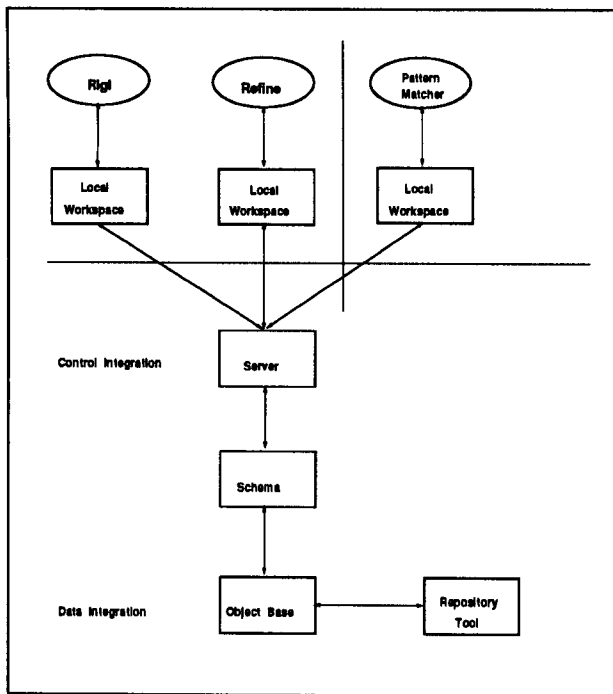 Rigi
Refine
Pattern
Matcher
Local
Workspace
Local
Workspace
Local
Workspace
Control Integration
Server
Schema
Data Integration
Object Base
Repository
Tool